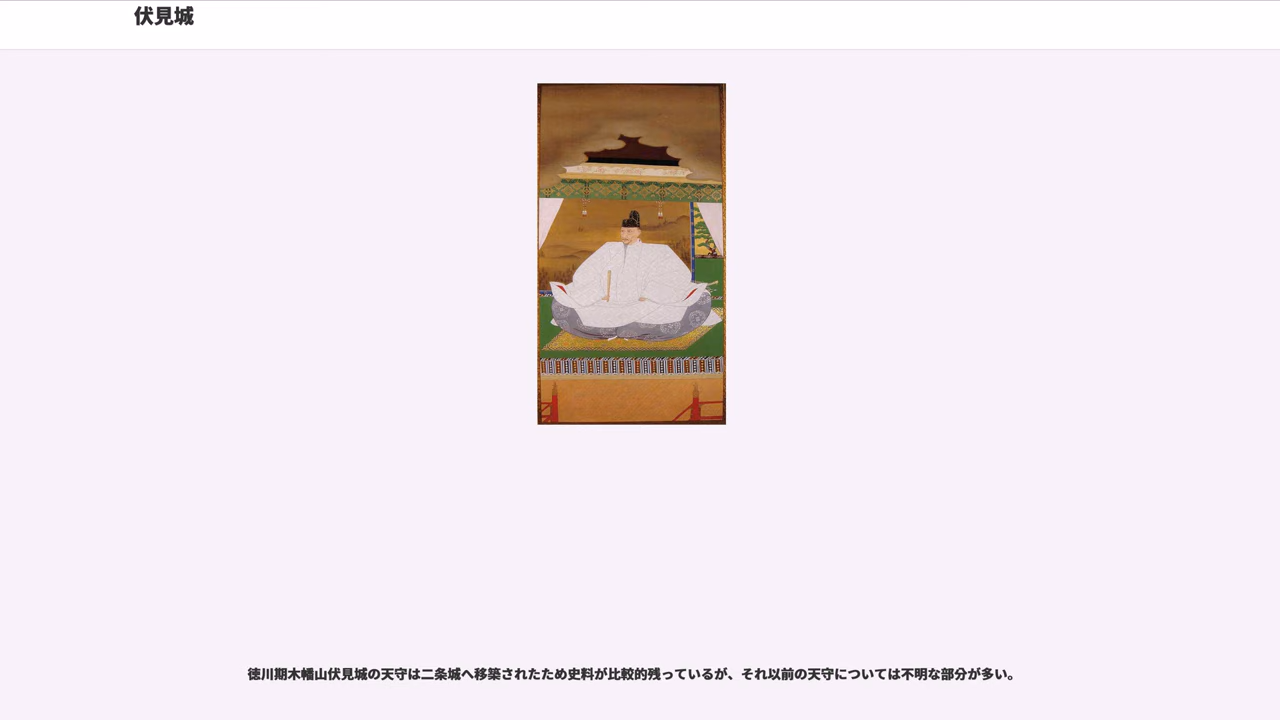 伏見城
徳川期木幡山伏見城の天守は二条城へ移築されたため史料が比較的残っているが、それ以前の天守については不明な部分が多い。